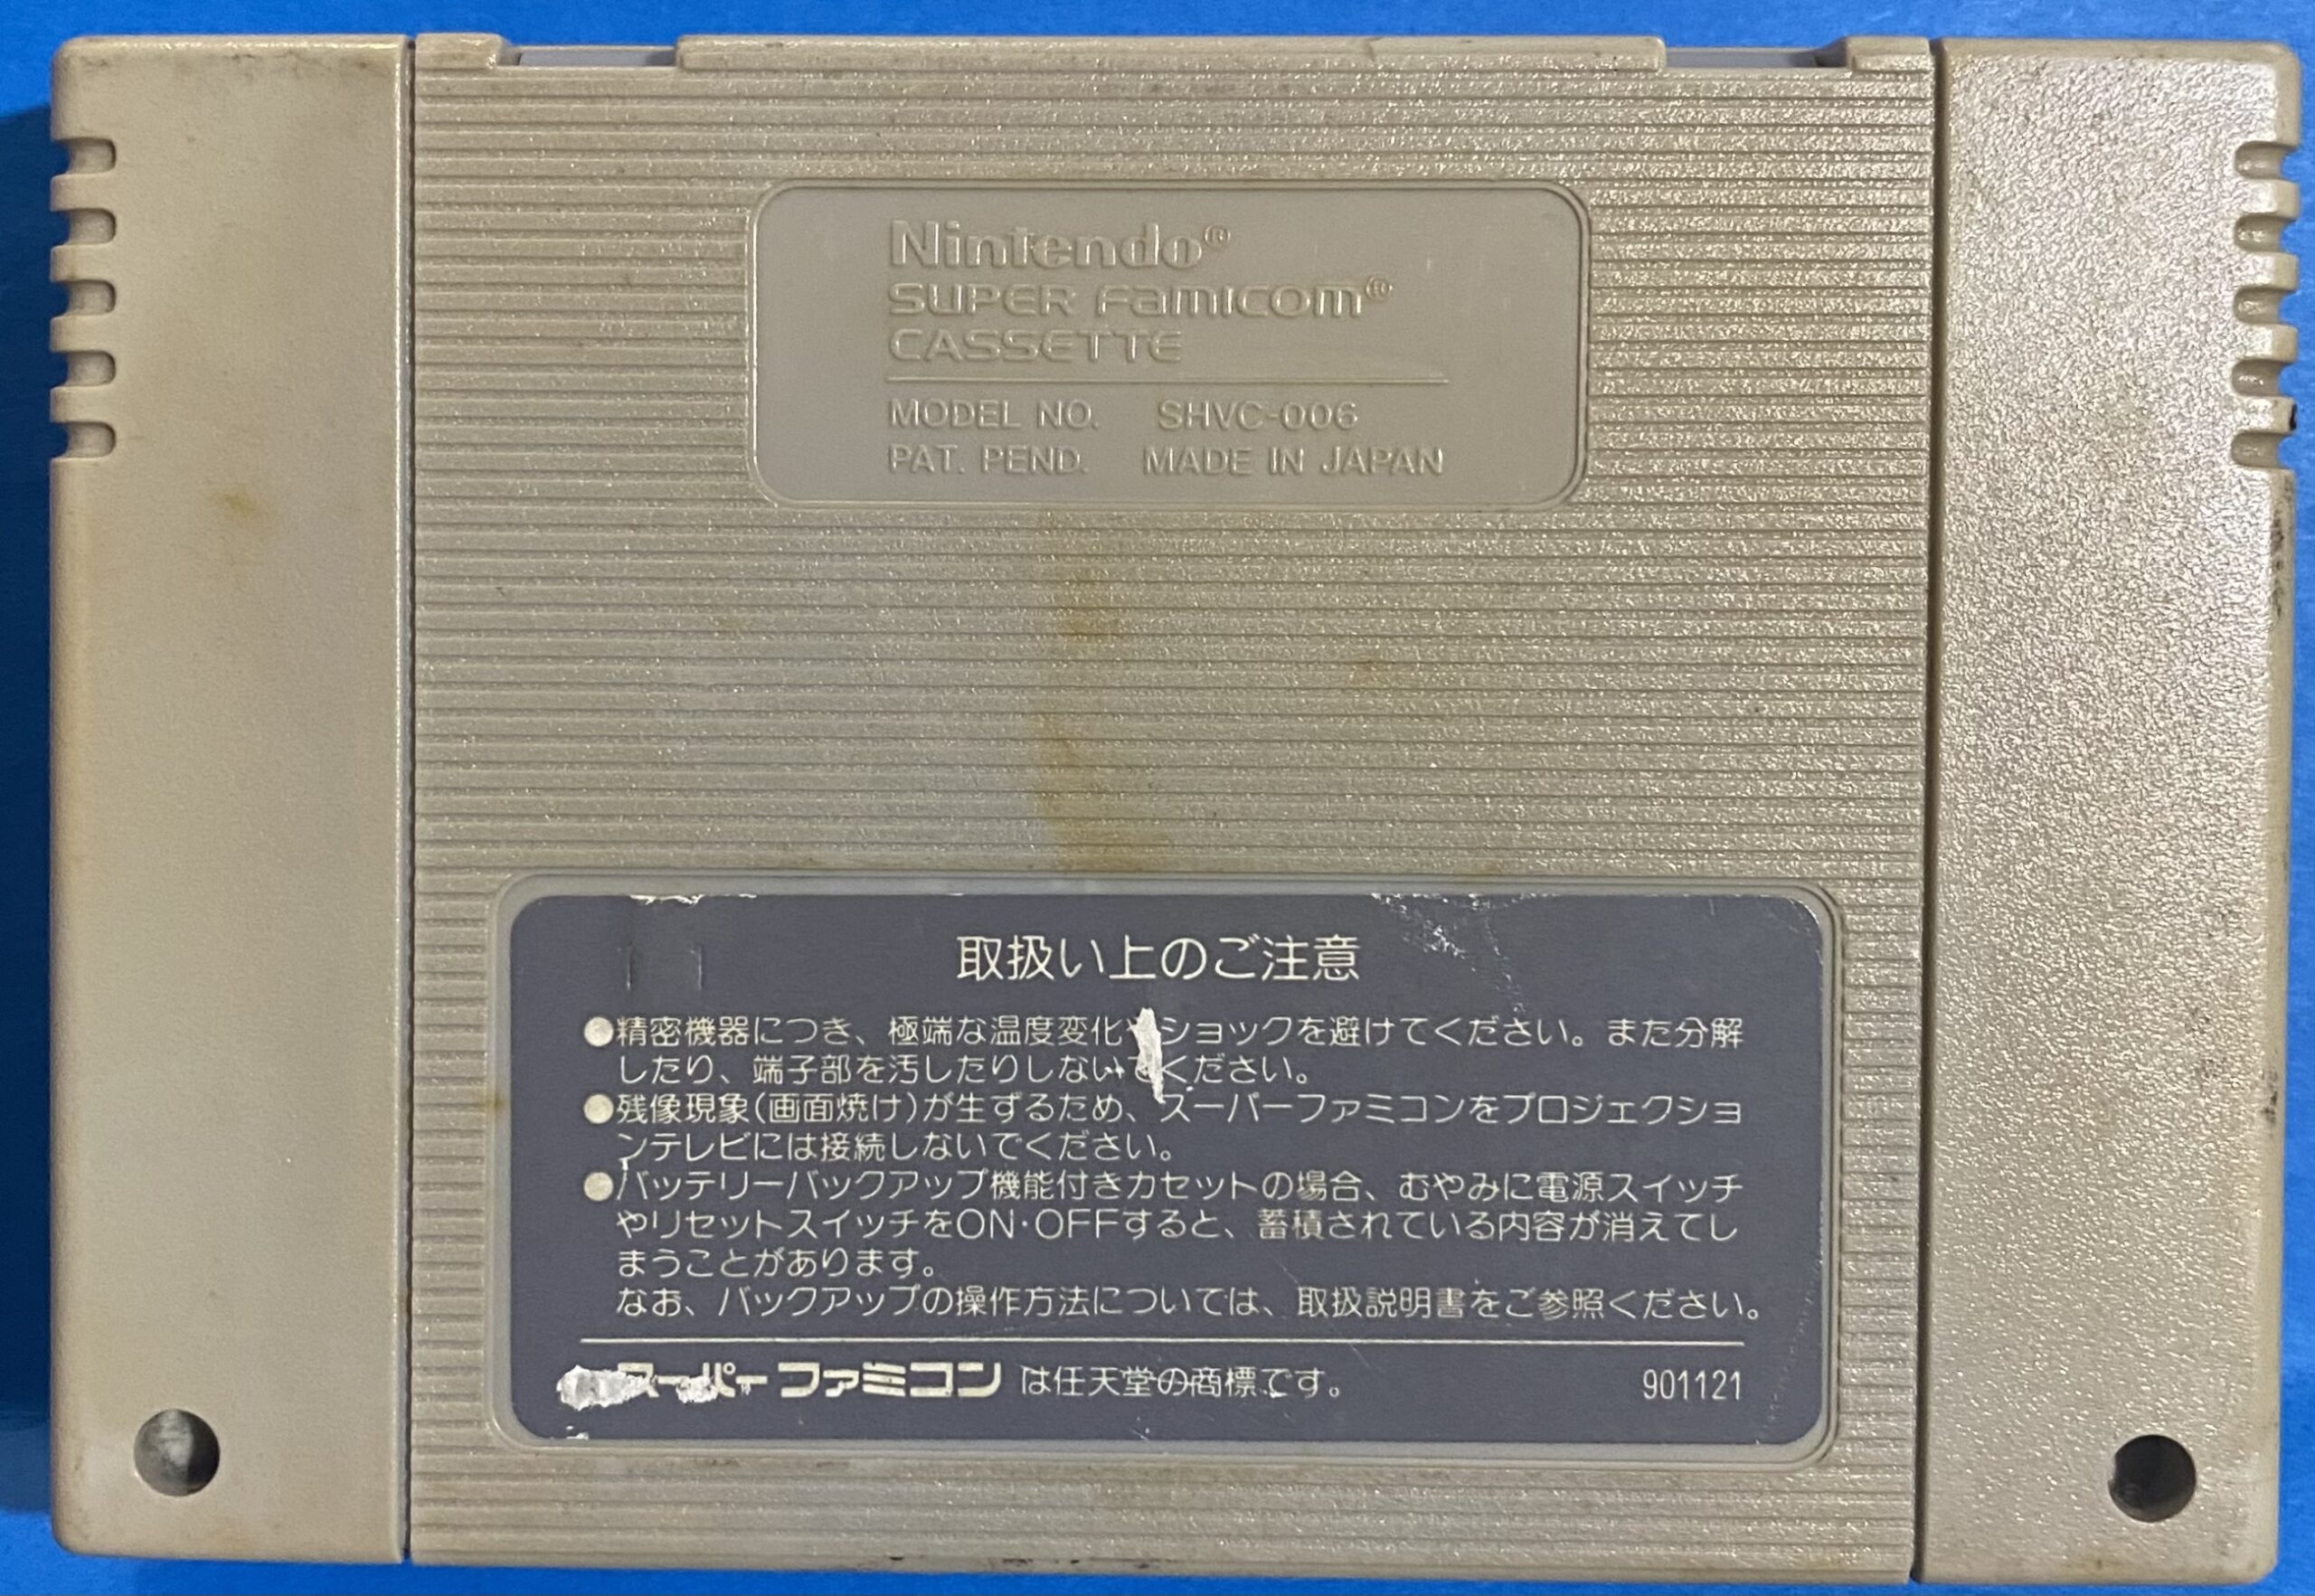 Nintendo®
SUPER FAMICOM®
CASSETTE
MODEL NO. SHVC-006
PAT. PEND. MADE IN JAPAN
取扱い上のご注意
●精密機器につき、極端な温度変化ショックを避けてください。また分解
したり、端子部を汚したりしないでください。
●残像現象(画面焼け)が生ずるため、スーパーファミコンをプロジェクショ
ンテレビには接続しないでください。
●バッテリーバックアップ機能付きカセットの場合、むやみに電源スイッチ
やリセットスイッチをON・OFFすると、蓄積されている内容が消えてし
まうことがあります。
なお、バックアップの操作方法については、取扱説明書をご参照ください。
スーパーファミコン は任天堂の商標です。 901121